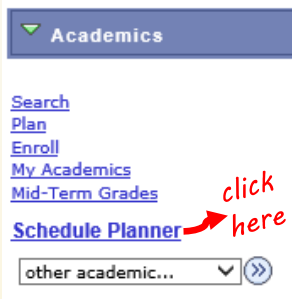 Academics
Search
Plan
Enroll
My Academics
Mid-Term Grades
Schedule Planner
click
here
other academic...